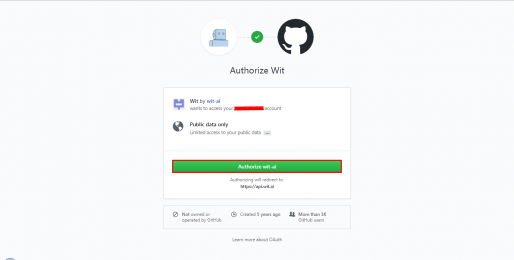 Authorize Wit
Wit by wit-ai
wants to access your account
Public data only
Limited access to your public data
Authorize wit-ai
Authorizing will redirect to
https://api.wit.ai
Not owned or
operated by GitHub
Created 5 years ago
More than 1K
GitHub users
Learn more about OAuth